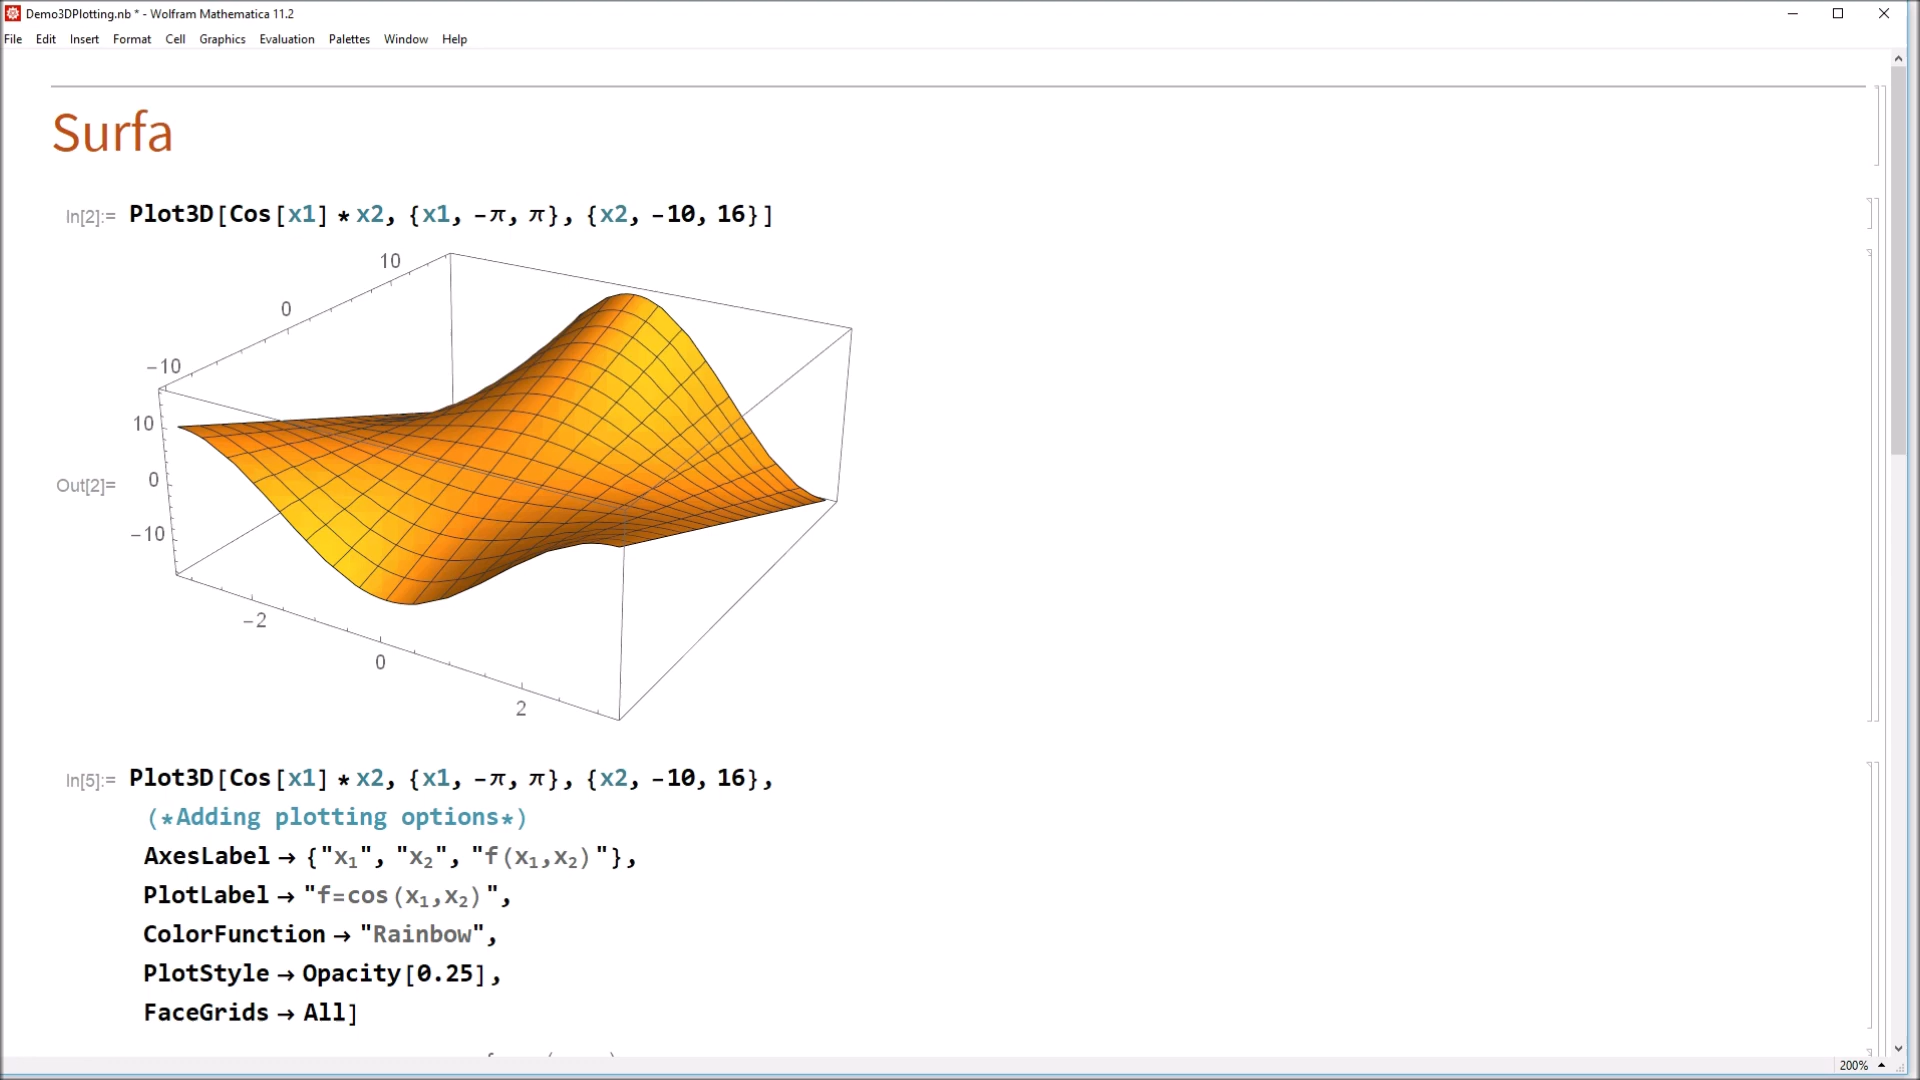 Demo3DPlotting.nb * - Wolfram Mathematica 11.2
File Edit Insert Format Cell Graphics Evaluation Palettes Window Help
Surfa
In[2]:= Plot3D[Cos[x1] * x2, {x1, -π, π}, {x2, -10, 16}]
10
0
-10
10
0
Out[2]=
-10
-2
0
2
In[5]:= Plot3D[Cos[x1] * x2, {x1, -π, π}, {x2, -10, 16},
(*Adding plotting options*)
AxesLabel → {"x₁", "x₂", "f(x₁,x₂)"},
PlotLabel → "f=cos(x₁,x₂)",
ColorFunction → "Rainbow",
PlotStyle → Opacity[0.25],
FaceGrids → All]
200%